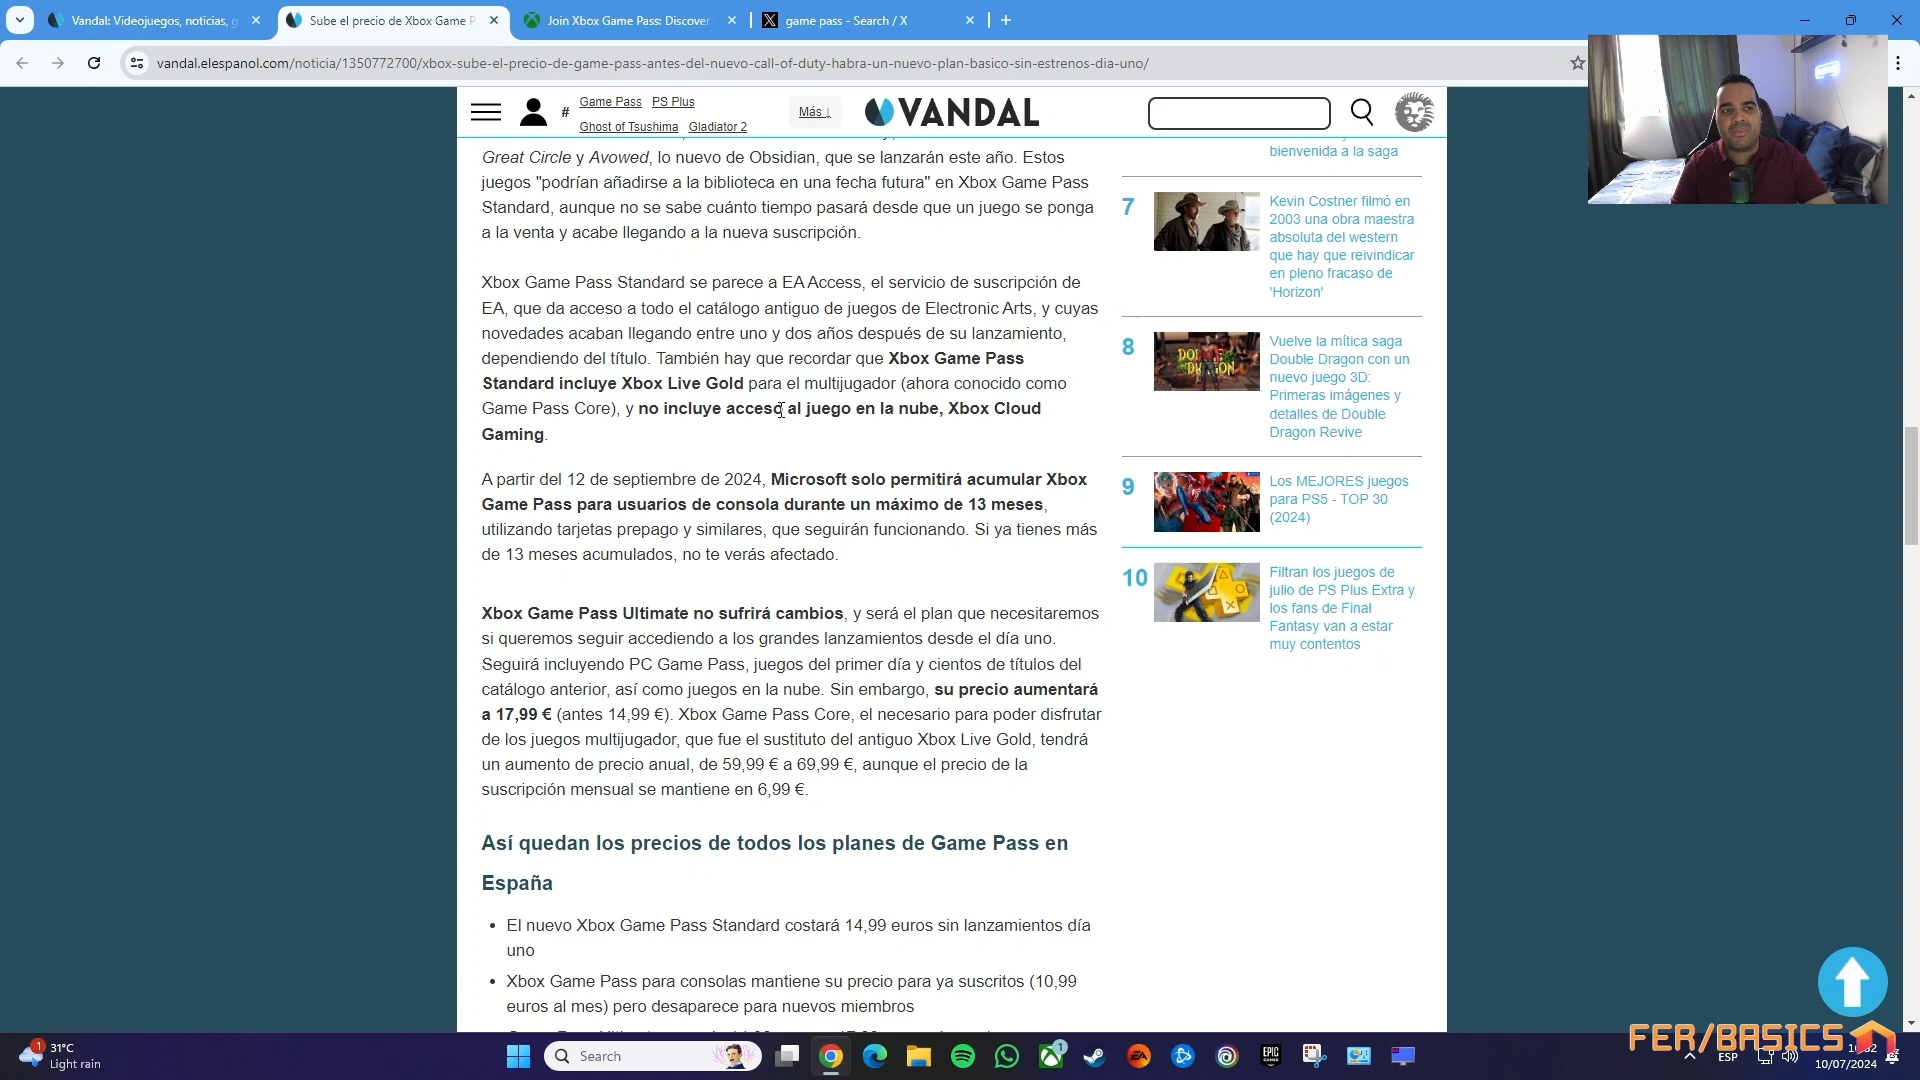 Vandal: Videojuegos, noticias, g
Sube el precio de Xbox Game P
Join Xbox Game Pass: Discover
X
game pass - Search / X
vandal.elespanol.com/noticia/1350772700/xbox-sube-el-precio-de-game-pass-antes-del-nuevo-call-of-duty-habra-un-nuevo-plan-basico-sin-estrenos-dia-uno/
#
Game Pass PS Plus
Ghost of Tsushima Gladiator 2
Más ↓
VANDAL
Great Circle y Avowed, lo nuevo de Obsidian, que se lanzarán este año. Estos
juegos "podrían añadirse a la biblioteca en una fecha futura" en Xbox Game Pass
Standard, aunque no se sabe cuánto tiempo pasará desde que un juego se ponga
a la venta y acabe llegando a la nueva suscripción.
Xbox Game Pass Standard se parece a EA Access, el servicio de suscripción de
EA, que da acceso a todo el catálogo antiguo de juegos de Electronic Arts, y cuyas
novedades acaban llegando entre uno y dos años después de su lanzamiento,
dependiendo del título. También hay que recordar que Xbox Game Pass
Standard incluye Xbox Live Gold para el multijugador (ahora conocido como
Game Pass Core), y no incluye acceso al juego en la nube, Xbox Cloud
Gaming.
A partir del 12 de septiembre de 2024, Microsoft solo permitirá acumular Xbox
Game Pass para usuarios de consola durante un máximo de 13 meses,
utilizando tarjetas prepago y similares, que seguirán funcionando. Si ya tienes más
de 13 meses acumulados, no te verás afectado.
Xbox Game Pass Ultimate no sufrirá cambios, y será el plan que necesitaremos
si queremos seguir accediendo a los grandes lanzamientos desde el día uno.
Seguirá incluyendo PC Game Pass, juegos del primer día y cientos de títulos del
catálogo anterior, así como juegos en la nube. Sin embargo, su precio aumentará
a 17,99 € (antes 14,99 €). Xbox Game Pass Core, el necesario para poder disfrutar
de los juegos multijugador, que fue el sustituto del antiguo Xbox Live Gold, tendrá
un aumento de precio anual, de 59,99 € a 69,99 €, aunque el precio de la
suscripción mensual se mantiene en 6,99 €.
Así quedan los precios de todos los planes de Game Pass en
España
• El nuevo Xbox Game Pass Standard costará 14,99 euros sin lanzamientos día
uno
• Xbox Game Pass para consolas mantiene su precio para ya suscritos (10,99
euros al mes) pero desaparece para nuevos miembros
bienvenida a la saga
7
Kevin Costner filmó en
2003 una obra maestra
absoluta del western
que hay que reivindicar
en pleno fracaso de
'Horizon'
8
Vuelve la mítica saga
Double Dragon con un
nuevo juego 3D:
Primeras imágenes y
detalles de Double
Dragon Revive
9
Los MEJORES juegos
para PS5 - TOP 30
(2024)
10
Filtran los juegos de
julio de PS Plus Extra y
los fans de Final
Fantasy van a estar
muy contentos
FER/BASICS
1
31°C
Light rain
Search
1
EA
EPIC
GAMES
ESP
10/07/2024